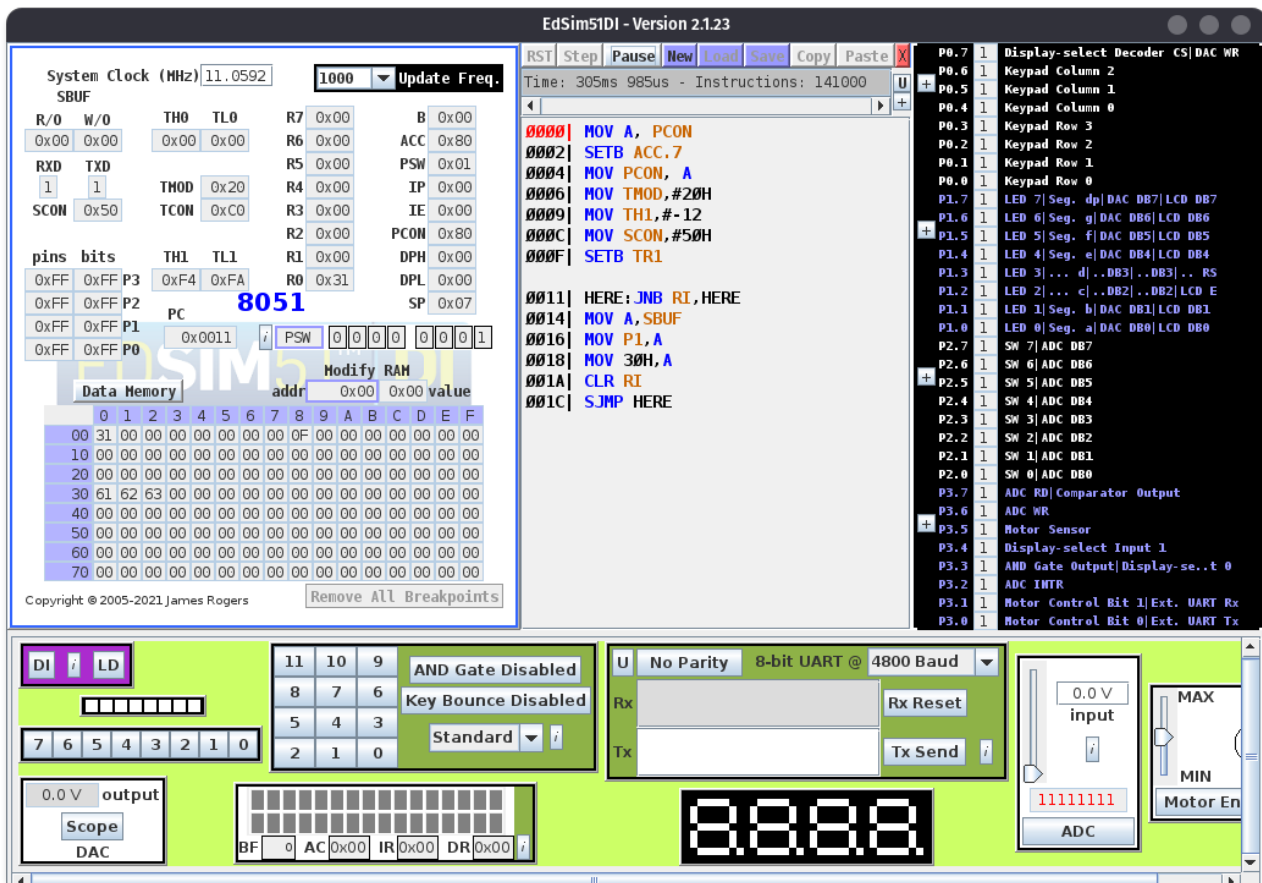 EdSim51DI - Version 2.1.23
System Clock (MHz) 11.0592 1000 Update Freq.
SBUF
R/O W/O TH0 TL0 R7 0x00 B 0x00
0x00 0x00 0x00 0x00 R6 0x00 ACC 0x80
RXD TXD R5 0x00 PSW 0x01
1 1 TMOD 0x20 R4 0x00 IP 0x00
SCON 0x50 TCON 0xC0 R3 0x00 IE 0x00
R2 0x00 PCON 0x80
pins bits TH1 TL1 R1 0x00 DPH 0x00
0xFF 0xFF P3 0xF4 0xFA R0 0x31 DPL 0x00
0xFF 0xFF P2 8051 SP 0x07
0xFF 0xFF P1 PC
0xFF 0xFF P0 0x0011 i PSW 0 0 0 0 0 0 0 1
EdSIM51DI
TM
Modify RAM
Data Memory addr 0x00 0x00 value
0 1 2 3 4 5 6 7 8 9 A B C D E F
00 31 00 00 00 00 00 00 00 0F 00 00 00 00 00 00 00
10 00 00 00 00 00 00 00 00 00 00 00 00 00 00 00 00
20 00 00 00 00 00 00 00 00 00 00 00 00 00 00 00 00
30 61 62 63 00 00 00 00 00 00 00 00 00 00 00 00 00
40 00 00 00 00 00 00 00 00 00 00 00 00 00 00 00 00
50 00 00 00 00 00 00 00 00 00 00 00 00 00 00 00 00
60 00 00 00 00 00 00 00 00 00 00 00 00 00 00 00 00
70 00 00 00 00 00 00 00 00 00 00 00 00 00 00 00 00
Copyright © 2005-2021 James Rogers Remove All Breakpoints
RST Step Pause New Load Save Copy Paste X
Time: 305ms 985us - Instructions: 141000 U
+
0000| MOV A, PCON
0002| SETB ACC.7
0004| MOV PCON, A
0006| MOV TMOD,#20H
0009| MOV TH1,#-12
000C| MOV SCON,#50H
000F| SETB TR1
0011| HERE:JNB RI,HERE
0014| MOV A,SBUF
0016| MOV P1,A
0018| MOV 30H,A
001A| CLR RI
001C| SJMP HERE
P0.7 1 Display-select Decoder CS|DAC WR
P0.6 1 Keypad Column 2
+ P0.5 1 Keypad Column 1
P0.4 1 Keypad Column 0
P0.3 1 Keypad Row 3
P0.2 1 Keypad Row 2
P0.1 1 Keypad Row 1
P0.0 1 Keypad Row 0
P1.7 1 LED 7|Seg. dp|DAC DB7|LCD DB7
P1.6 1 LED 6|Seg. g|DAC DB6|LCD DB6
+ P1.5 1 LED 5|Seg. f|DAC DB5|LCD DB5
P1.4 1 LED 4|Seg. e|DAC DB4|LCD DB4
P1.3 1 LED 3|... d|..DB3|..DB3|.. RS
P1.2 1 LED 2|... c|..DB2|..DB2|LCD E
P1.1 1 LED 1|Seg. b|DAC DB1|LCD DB1
P1.0 1 LED 0|Seg. a|DAC DB0|LCD DB0
P2.7 1 SW 7|ADC DB7
P2.6 1 SW 6|ADC DB6
+ P2.5 1 SW 5|ADC DB5
P2.4 1 SW 4|ADC DB4
P2.3 1 SW 3|ADC DB3
P2.2 1 SW 2|ADC DB2
P2.1 1 SW 1|ADC DB1
P2.0 1 SW 0|ADC DB0
P3.7 1 ADC RD|Comparator Output
P3.6 1 ADC WR
+ P3.5 1 Motor Sensor
P3.4 1 Display-select Input 1
P3.3 1 AND Gate Output|Display-se..t 0
P3.2 1 ADC INTR
P3.1 1 Motor Control Bit 1|Ext. UART Rx
P3.0 1 Motor Control Bit 0|Ext. UART Tx
DI i LD
7 6 5 4 3 2 1 0
0.0 V output
Scope
DAC
11 10 9
8 7 6
5 4 3
2 1 0
AND Gate Disabled
Key Bounce Disabled
Standard i
BF 0 AC 0x00 IR 0x00 DR 0x00 i
U No Parity 8-bit UART @ 4800 Baud
Rx Rx Reset
Tx Tx Send i
8.8.8.8.
0.0 V
input
i
11111111
ADC
MAX
MIN
Motor En